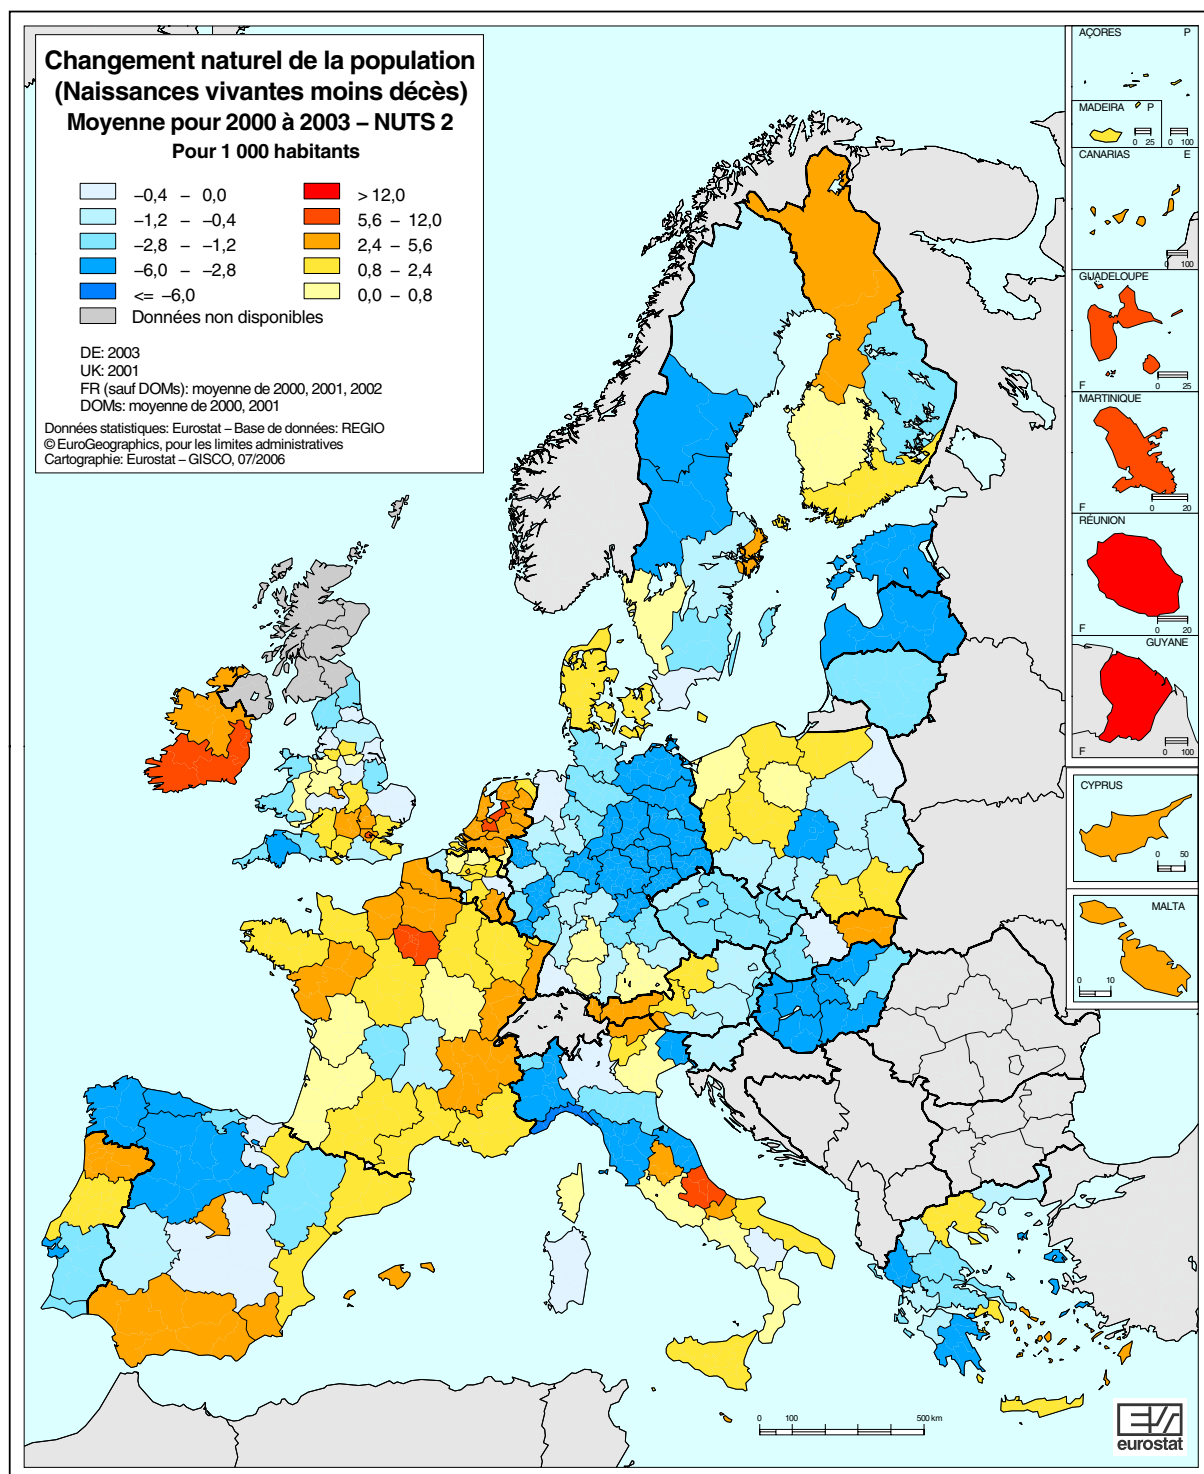 Changement naturel de la population
(Naissances vivantes moins décès)
Moyenne pour 2000 à 2003 – NUTS 2
Pour 1 000 habitants
–0,4 – 0,0
–1,2 – –0,4
–2,8 – –1,2
–6,0 – –2,8
<= –6,0
> 12,0
5,6 – 12,0
2,4 – 5,6
0,8 – 2,4
0,0 – 0,8
Données non disponibles
DE: 2003
UK: 2001
FR (sauf DOMs): moyenne de 2000, 2001, 2002
DOMs: moyenne de 2000, 2001
Données statistiques: Eurostat – Base de données: REGIO
© EuroGeographics, pour les limites administratives
Cartographie: Eurostat – GISCO, 07/2006
AÇORES P
MADEIRA P
0 25 0 100
CANARIAS E
0 100
GUADELOUPE
F 0 25
MARTINIQUE
F 0 20
RÉUNION
F 0 20
GUYANE
F 0 100
CYPRUS
0 50
MALTA
0 10
0 100 500 km
eurostat